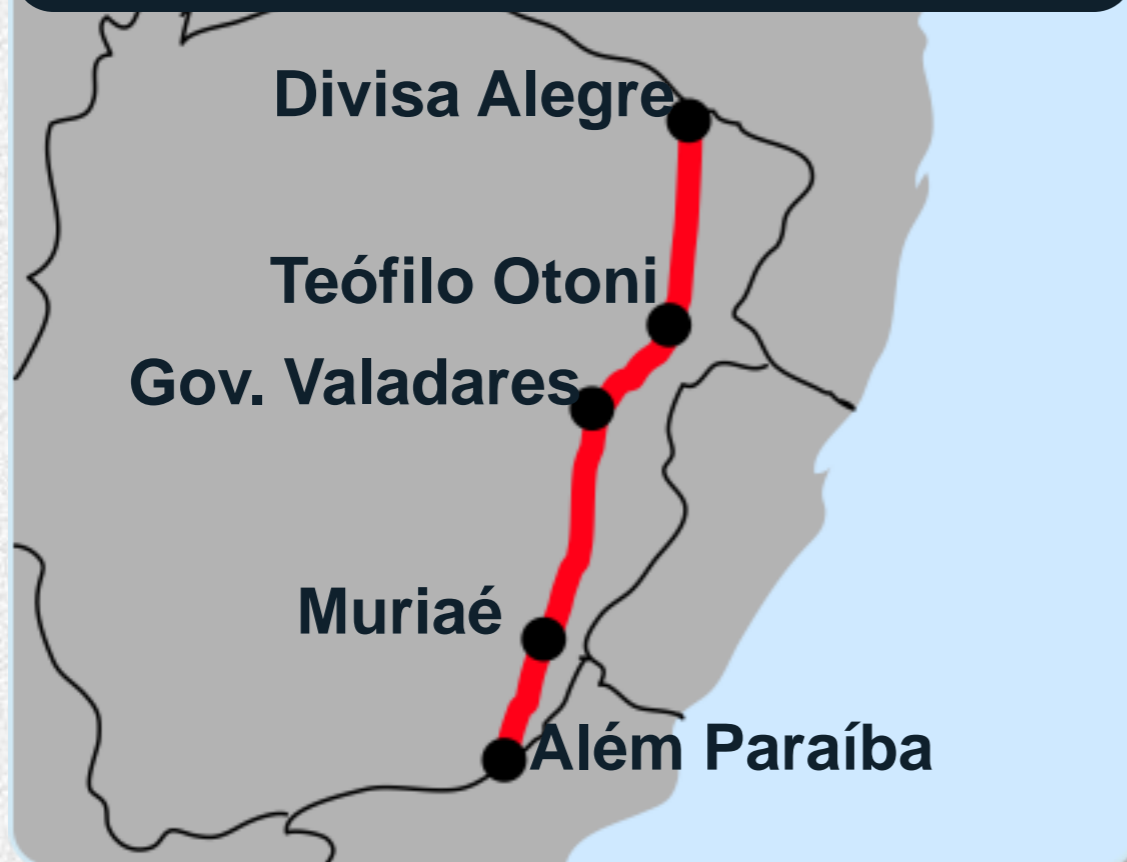 Divisa Alegre
Teófilo Otoni
Gov. Valadares
Muriaé
Além Paraíba